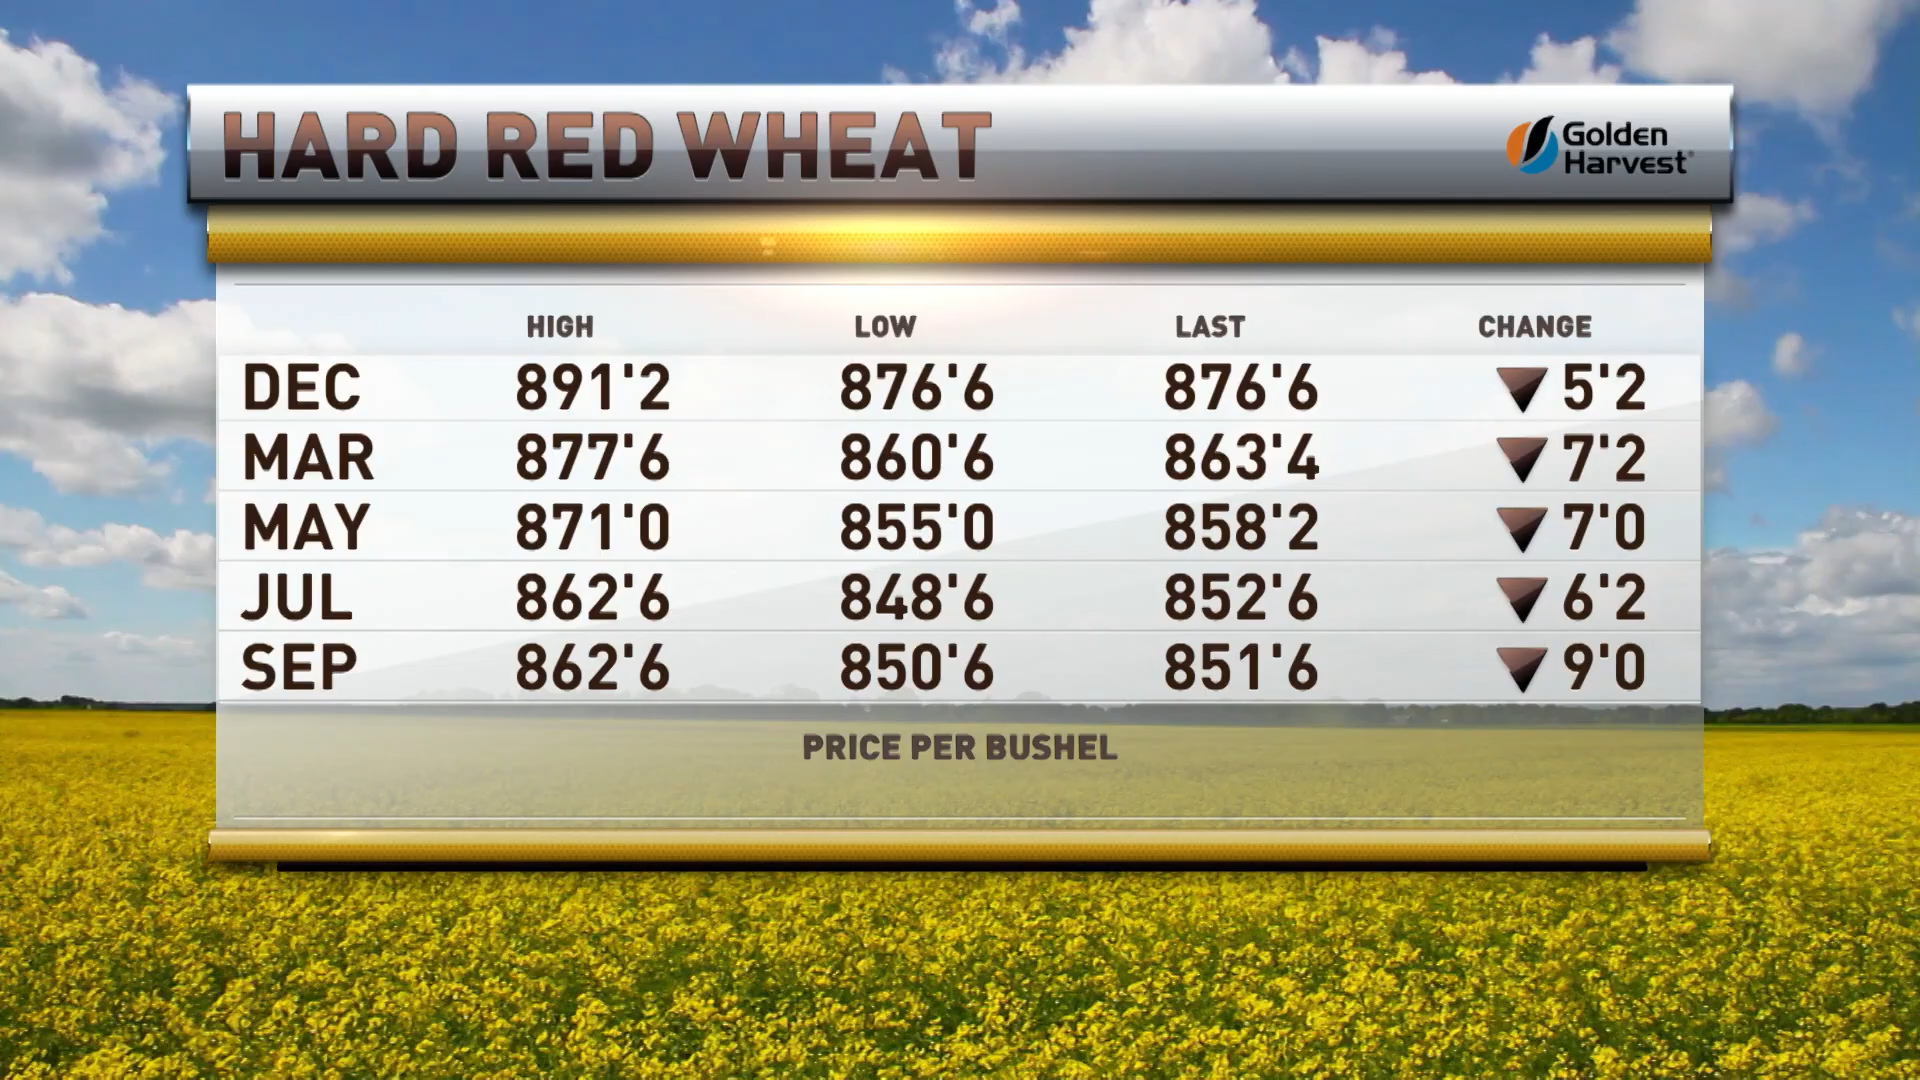 HARD RED WHEAT
Golden
Harvest®
HIGH LOW LAST CHANGE
DEC 891'2 876'6 876'6 ▼ 5'2
MAR 877'6 860'6 863'4 ▼ 7'2
MAY 871'0 855'0 858'2 ▼ 7'0
JUL 862'6 848'6 852'6 ▼ 6'2
SEP 862'6 850'6 851'6 ▼ 9'0
PRICE PER BUSHEL